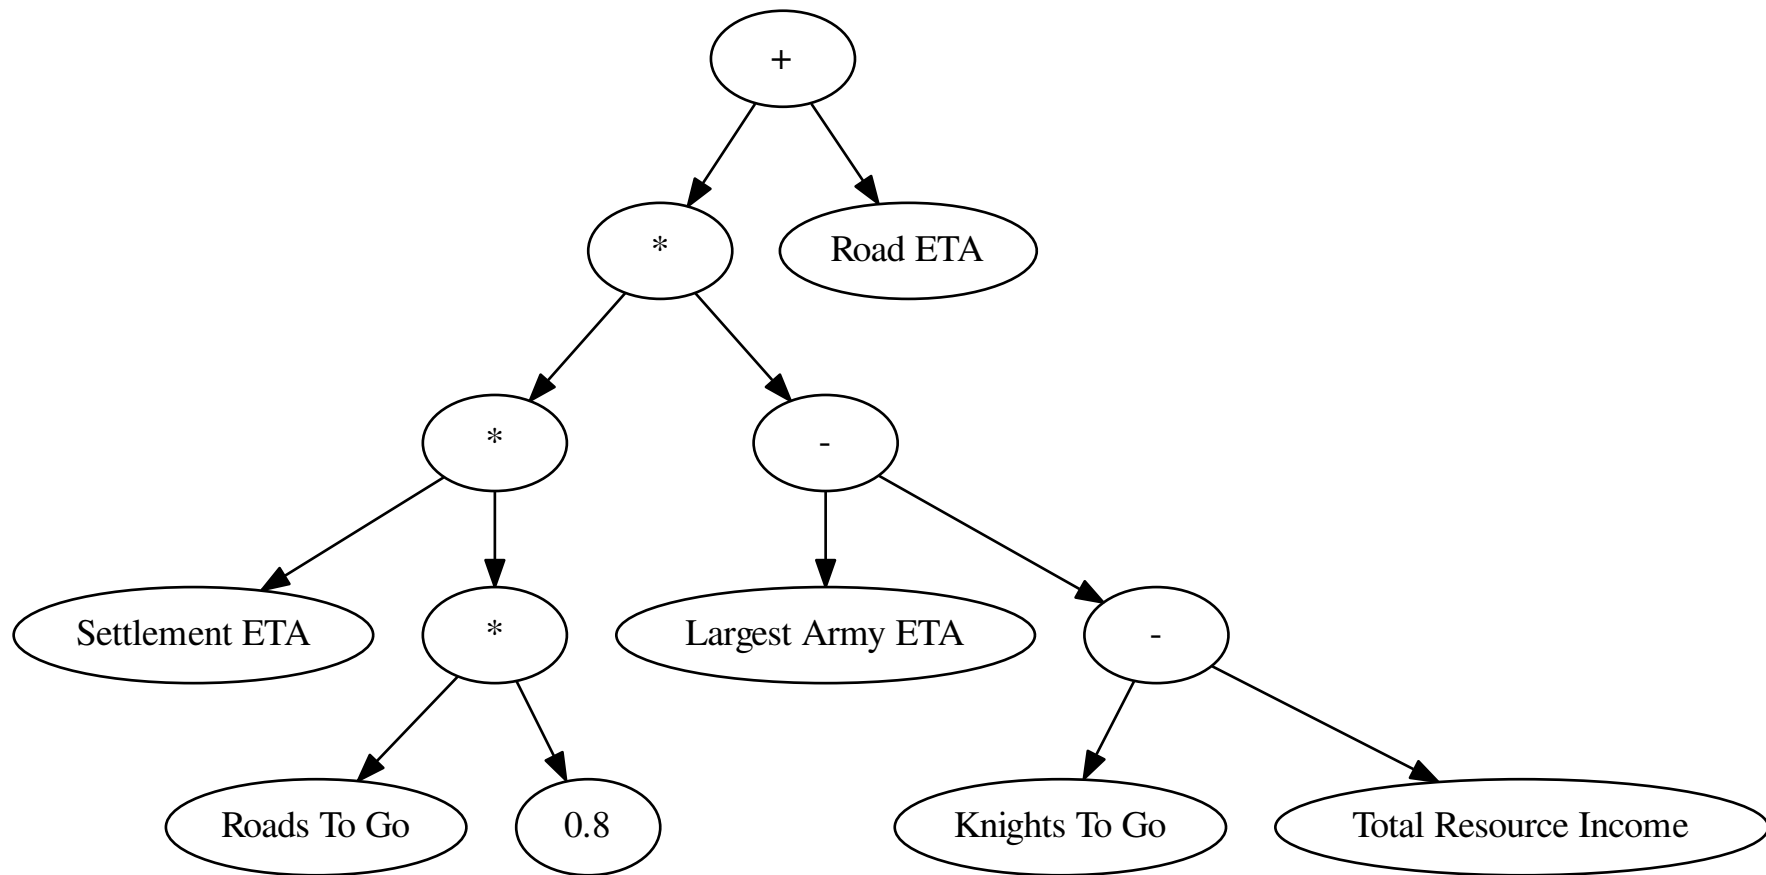 +
*
Road ETA
*
-
Settlement ETA
*
Largest Army ETA
-
Roads To Go
0.8
Knights To Go
Total Resource Income